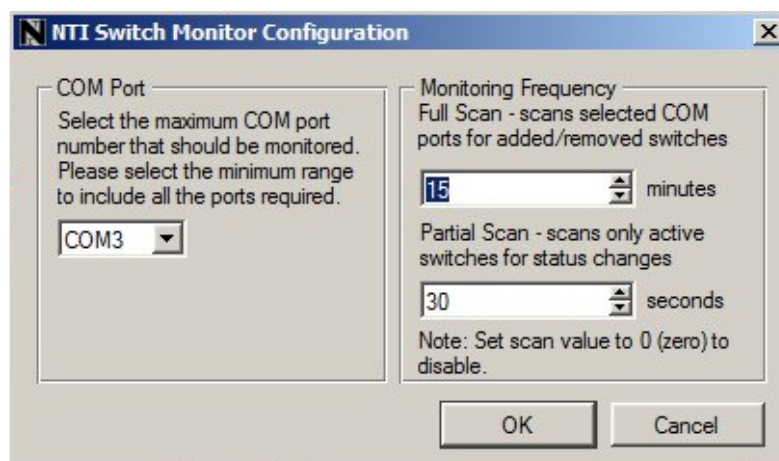 NTI Switch Monitor Configuration
COM Port
Select the maximum COM port
number that should be monitored.
Please select the minimum range
to include all the ports required.
COM3
Monitoring Frequency
Full Scan - scans selected COM
ports for added/removed switches
15 minutes
Partial Scan - scans only active
switches for status changes
30 seconds
Note: Set scan value to 0 (zero) to
disable.
OK Cancel